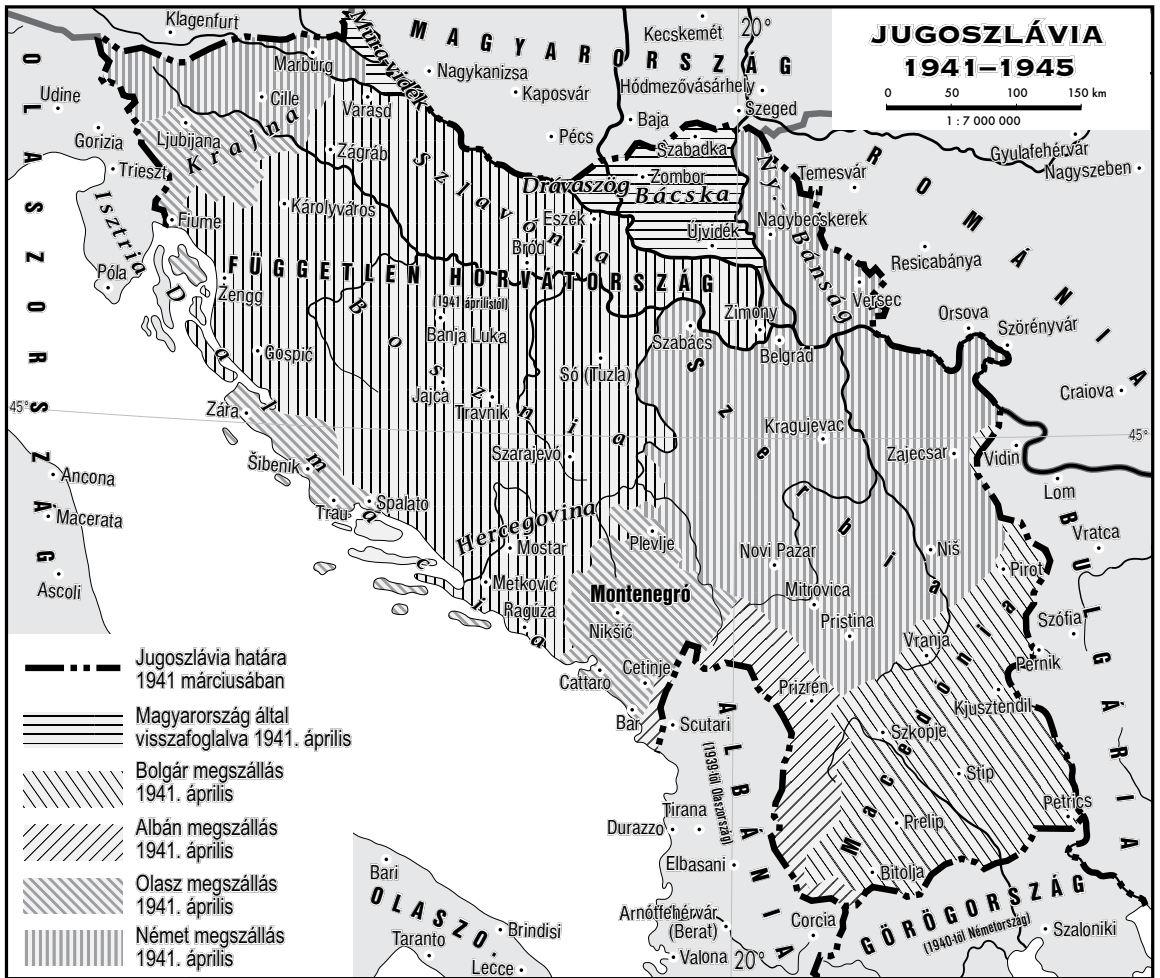 JUGOSZLÁVIA
1941–1945
0 50 100 150 km
1 : 7 000 000
20°
MAGYARORSZÁG
Klagenfurt
Kecskemét
Muravidék
Nagykanizsa
Marburg
Kaposvár
Hódmezővásárhely
Szeged
Udine
Cille
Varasd
Baja
Pécs
Gorizia
Ljubljana
Krajna
Zágráb
Szlavónia
Szabadka
Trieszt
Drávaszög
Zombor
Bácska
Ny-Bánság
Temesvár
Gyulafehérvár
Nagyszeben
ROMÁNIA
OLASZORSZÁG
Isztria
Fiume
Károlyváros
Eszék
Újvidék
Nagybecskerek
Bród
Resicabánya
Póla
FÜGGETLEN HORVÁTORSZÁG
(1941 áprilistól)
Zengg
Dalmácia
Bosznia
Banja Luka
Zimony
Versec
Orsova
Szörényvár
Szabács
Belgrád
Gospić
Só (Tuzla)
Szerbia
Jajca
Travnik
Craiova
45°
45°
Zára
Kragujevac
Zajecsar
Vidin
Szarajevó
Šibenik
Ancona
Lom
Trau
Spalato
Hercegovina
Macerata
BULGÁRIA
Vratca
Mostar
Plevlje
Novi Pazar
Niš
Pirot
Ascoli
Metković
Montenegró
Mitrovica
Raguza
Nikšić
Pristina
Szófia
Vranja
Pernik
Cetinje
Cattaro
Prizren
Kjusztendil
Bar
Scutari
ALBÁNIA
(1939-től Olaszország)
Szkopje
Macedónia
Stip
Petrics
Tirana
Durazzo
Prelip
Elbasani
Bitolja
Arnótfehérvár
(Berat)
Corcia
GÖRÖGORSZÁG
(1940-től Németország)
Szaloniki
Valona
20°
Bari
OLASZO.
Brindisi
Taranto
Lecce
Jugoszlávia határa
1941 márciusában
Magyarország által
visszafoglalva 1941. április
Bolgár megszállás
1941. április
Albán megszállás
1941. április
Olasz megszállás
1941. április
Német megszállás
1941. április